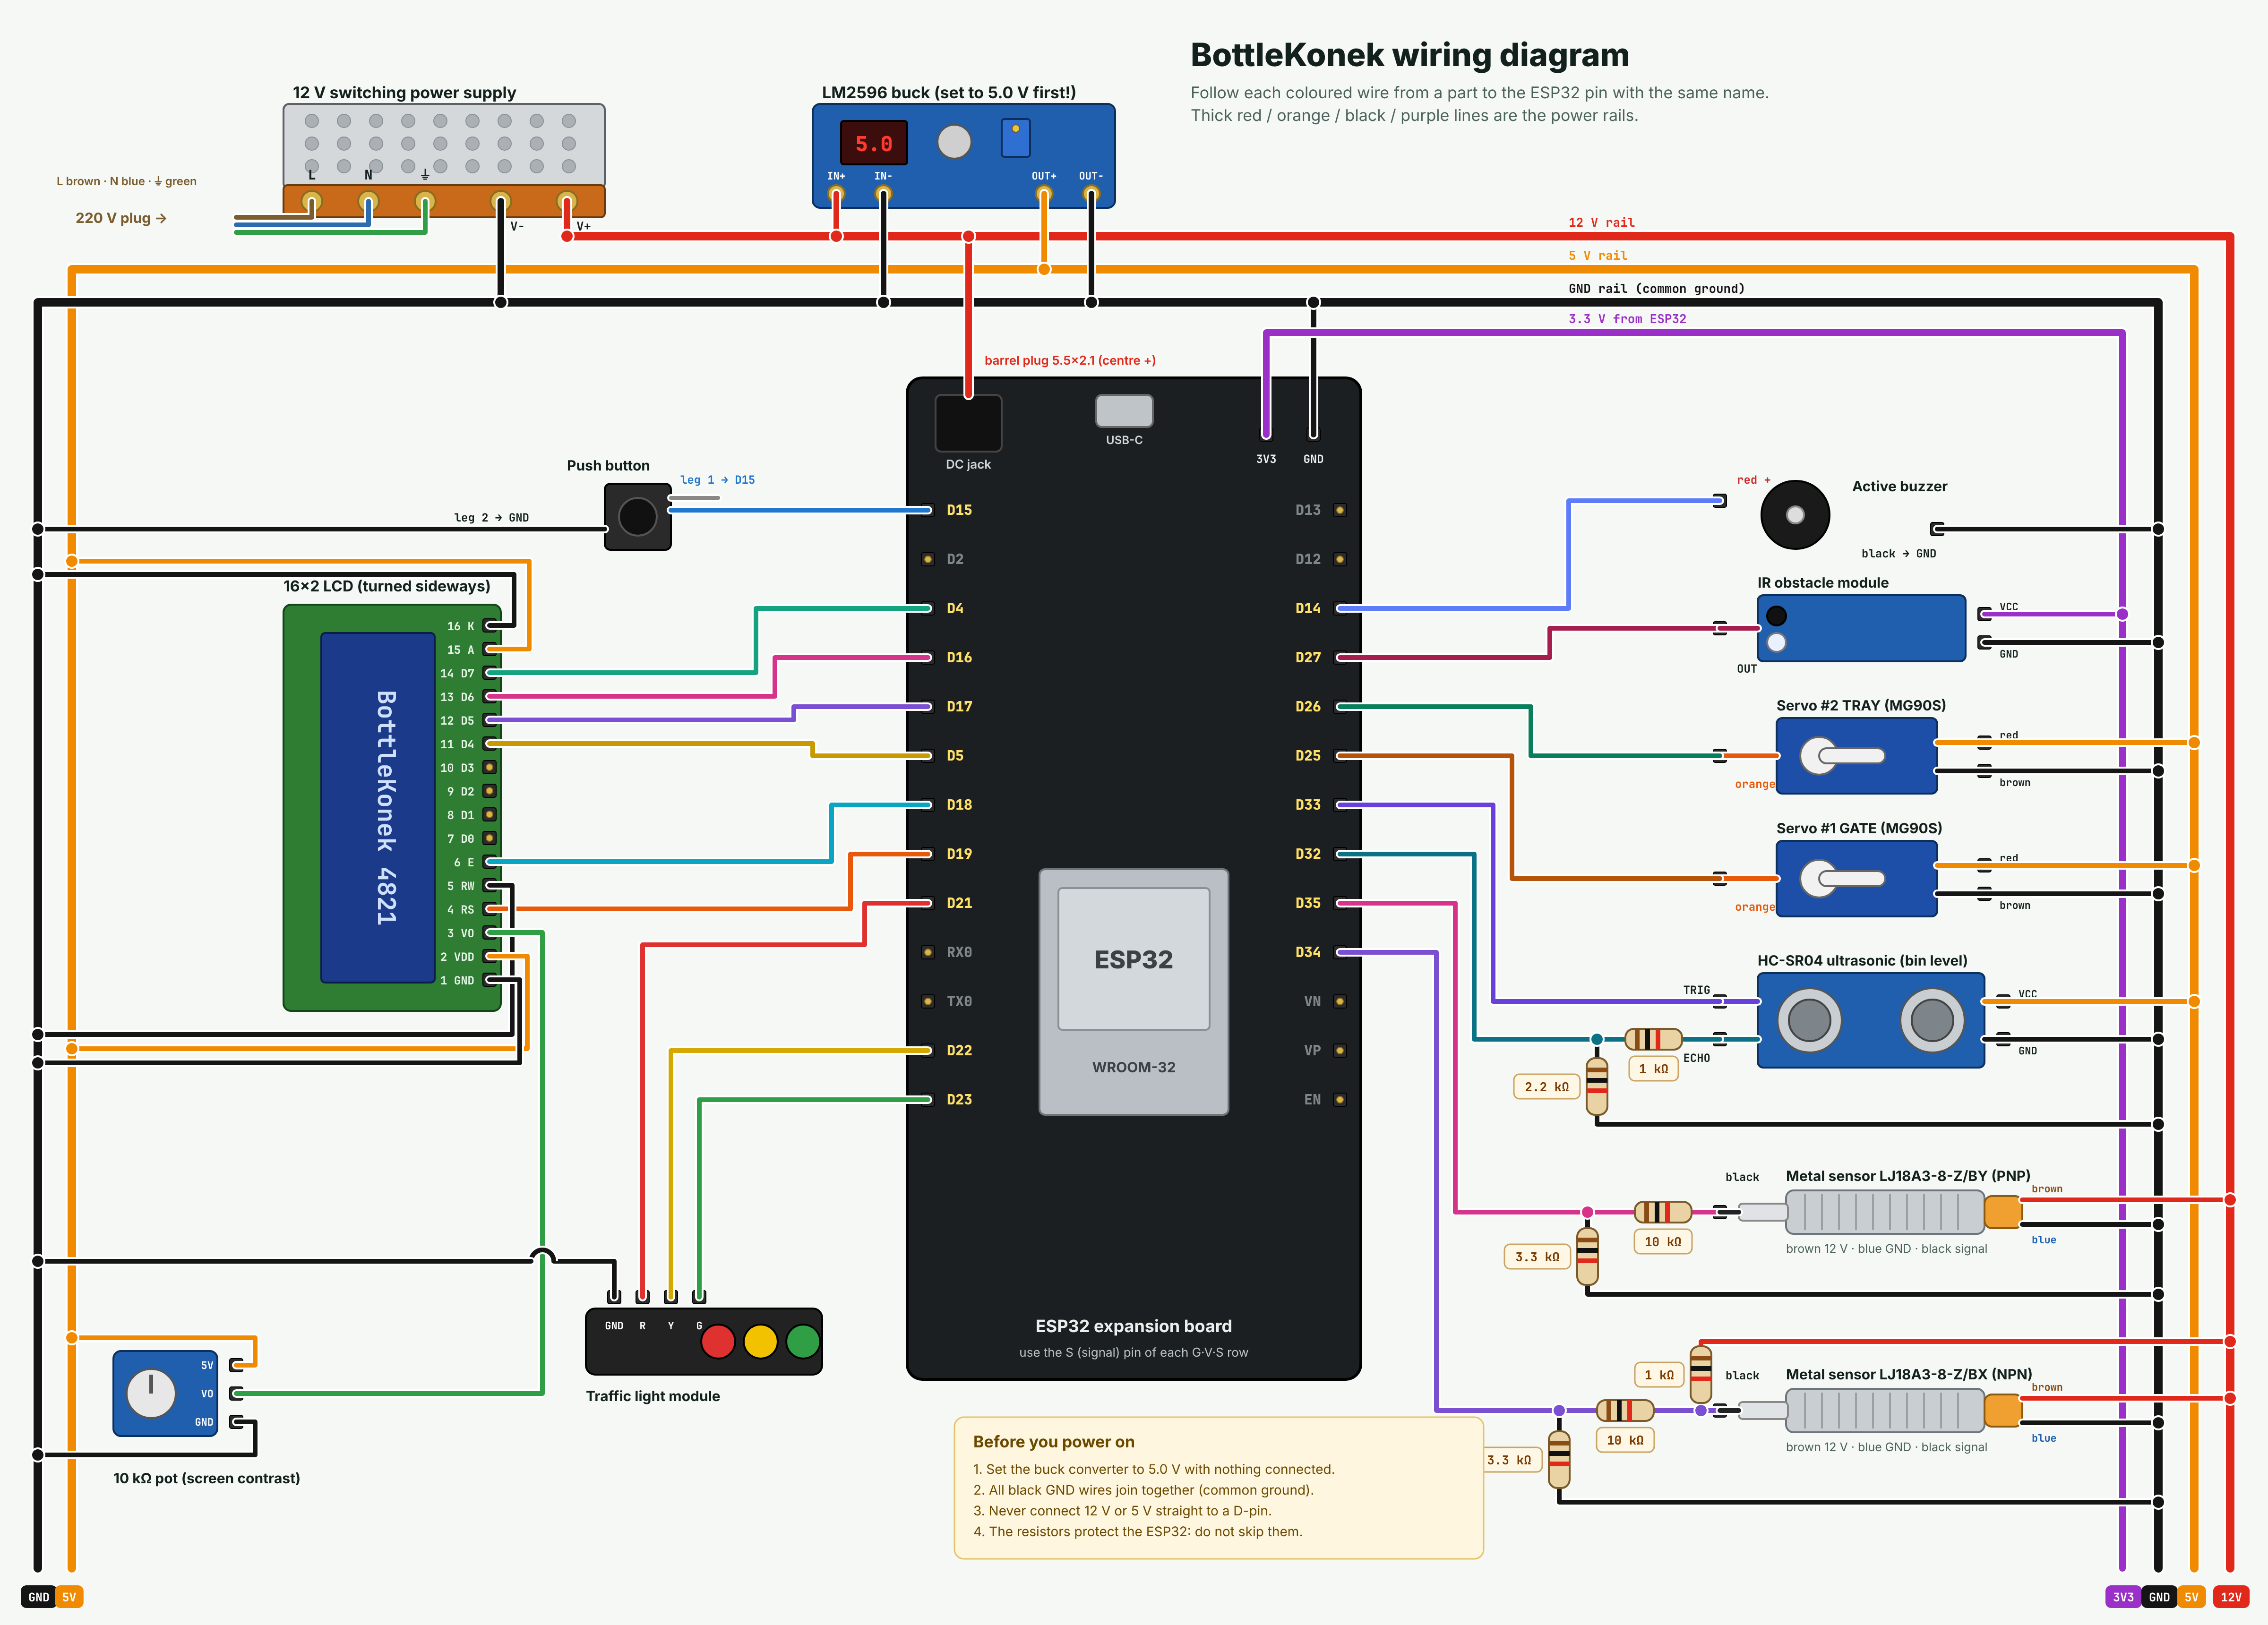 BottleKonek wiring diagram
Follow each coloured wire from a part to the ESP32 pin with the same name.
Thick red / orange / black / purple lines are the power rails.
12 V switching power supply
L
N
⏚
V-
V+
L brown · N blue · ⏚ green
220 V plug →
LM2596 buck (set to 5.0 V first!)
5.0
IN+
IN-
OUT+
OUT-
12 V rail
5 V rail
GND rail (common ground)
3.3 V from ESP32
barrel plug 5.5×2.1 (centre +)
DC jack
USB-C
3V3
GND
Push button
leg 1 → D15
leg 2 → GND
16×2 LCD (turned sideways)
BottleKonek 4821
16 K
15 A
14 D7
13 D6
12 D5
11 D4
10 D3
9 D2
8 D1
7 D0
6 E
5 RW
4 RS
3 VO
2 VDD
1 GND
D15
D2
D4
D16
D17
D5
D18
D19
D21
RX0
TX0
D22
D23
D13
D12
D14
D27
D26
D25
D33
D32
D35
D34
VN
VP
EN
ESP32
WROOM-32
ESP32 expansion board
use the S (signal) pin of each G·V·S row
red +
Active buzzer
black → GND
IR obstacle module
VCC
GND
OUT
Servo #2 TRAY (MG90S)
red
brown
orange
Servo #1 GATE (MG90S)
red
brown
orange
HC-SR04 ultrasonic (bin level)
TRIG
ECHO
VCC
GND
1 kΩ
2.2 kΩ
black
Metal sensor LJ18A3-8-Z/BY (PNP)
brown
blue
brown 12 V · blue GND · black signal
10 kΩ
3.3 kΩ
1 kΩ
black
Metal sensor LJ18A3-8-Z/BX (NPN)
brown
blue
brown 12 V · blue GND · black signal
10 kΩ
3.3 kΩ
GND
R
Y
G
Traffic light module
5V
VO
GND
10 kΩ pot (screen contrast)
Before you power on
1. Set the buck converter to 5.0 V with nothing connected.
2. All black GND wires join together (common ground).
3. Never connect 12 V or 5 V straight to a D-pin.
4. The resistors protect the ESP32: do not skip them.
GND
5V
3V3
GND
5V
12V